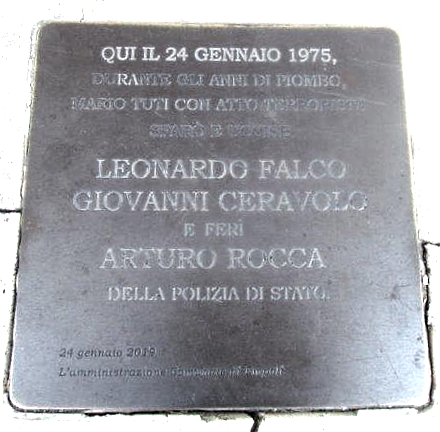 QUI IL 24 GENNAIO 1975,
DURANTE GLI ANNI DI PIOMBO,
MARIO TUTI CON ATTO TERRORISTA
SPARÒ E UCCISE
LEONARDO FALCO
GIOVANNI CERAVOLO
E FERÌ
ARTURO ROCCA
DELLA POLIZIA DI STATO.
24 gennaio 2019
L'amministrazione Comunale di Empoli